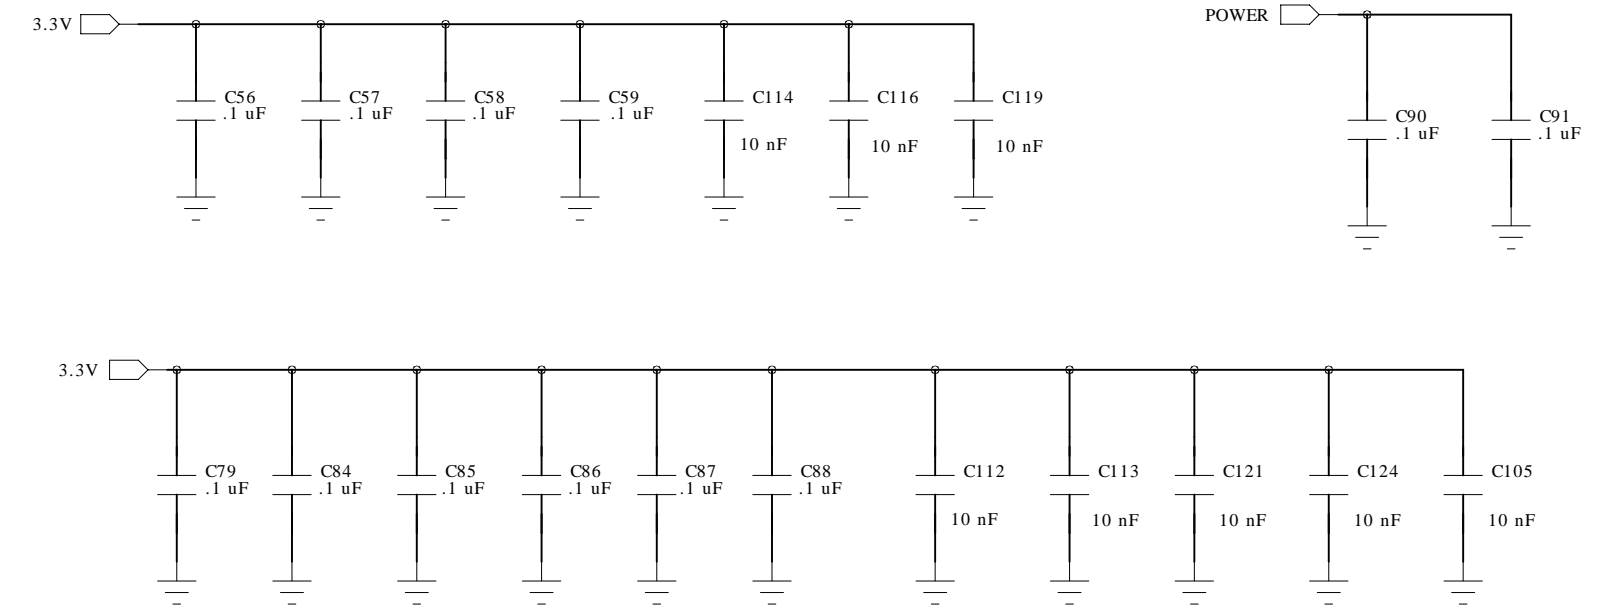 3.3V
POWER
C56
.1 uF
C57
.1 uF
C58
.1 uF
C59
.1 uF
C114
10 nF
C116
10 nF
C119
10 nF
C90
.1 uF
C91
.1 uF
3.3V
C79
.1 uF
C84
.1 uF
C85
.1 uF
C86
.1 uF
C87
.1 uF
C88
.1 uF
C112
10 nF
C113
10 nF
C121
10 nF
C124
10 nF
C105
10 nF